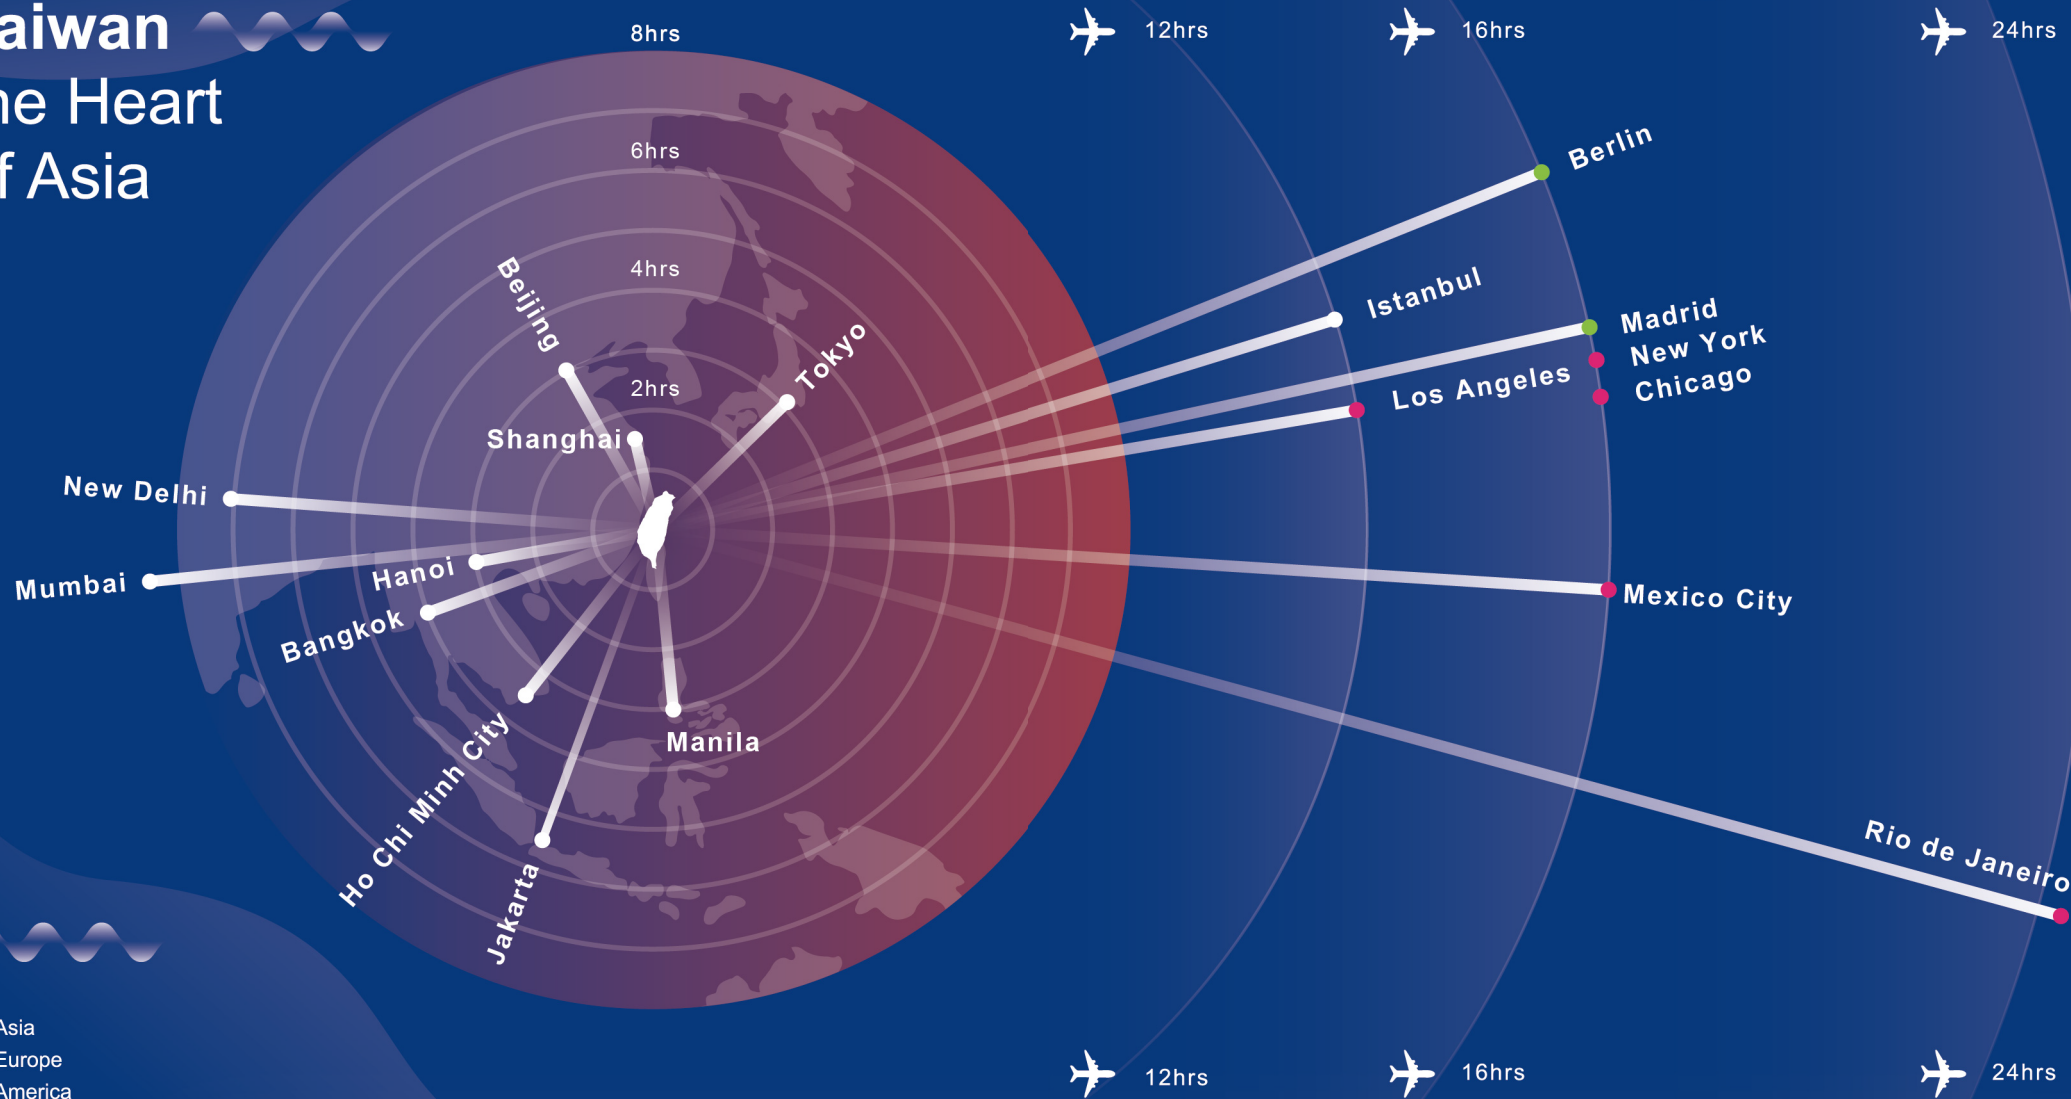 aiwan
ne Heart
f Asia
8hrs
12hrs
16hrs
24hrs
6hrs
4hrs
2hrs
Berlin
Istanbul
Madrid
New York
Chicago
Los Angeles
Beijing
Tokyo
Shanghai
New Delhi
Mumbai
Hanoi
Bangkok
Mexico City
Manila
Ho Chi Minh City
Jakarta
Rio de Janeiro
Asia
Europe
America
12hrs
16hrs
24hrs